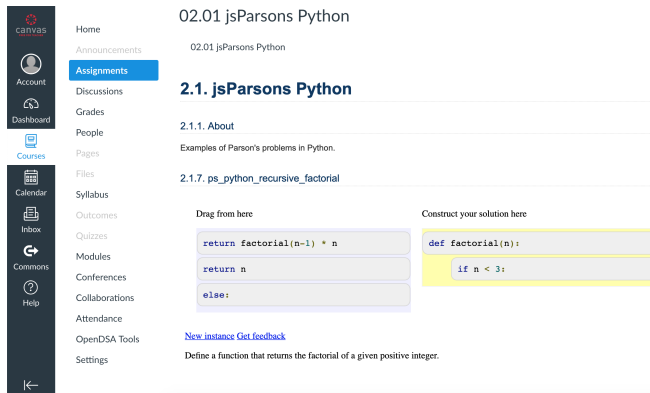 canvas
Account
Dashboard
Courses
Calendar
Inbox
Commons
Help
Home
Announcements
Assignments
Discussions
Grades
People
Pages
Files
Syllabus
Outcomes
Quizzes
Modules
Conferences
Collaborations
Attendance
OpenDSA Tools
Settings
02.01 jsParsons Python
02.01 jsParsons Python
2.1. jsParsons Python
2.1.1. About
Examples of Parson's problems in Python.
2.1.7. ps_python_recursive_factorial
Drag from here
return factorial(n-1) * n
return n
else:
Construct your solution here
def factorial(n):
if n < 3:
New instance Get feedback
Define a function that returns the factorial of a given positive integer.